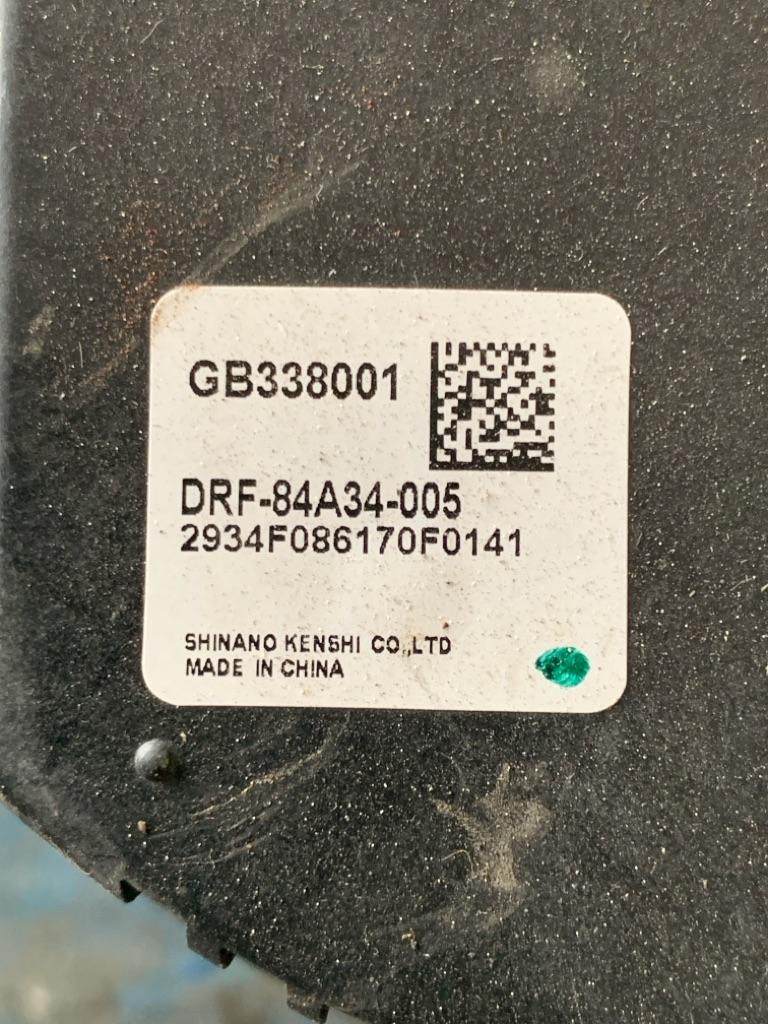 GB338001
DRF-84A34-005
2934F086170F0141
SHINANO KENSHI CO.,LTD
MADE IN CHINA